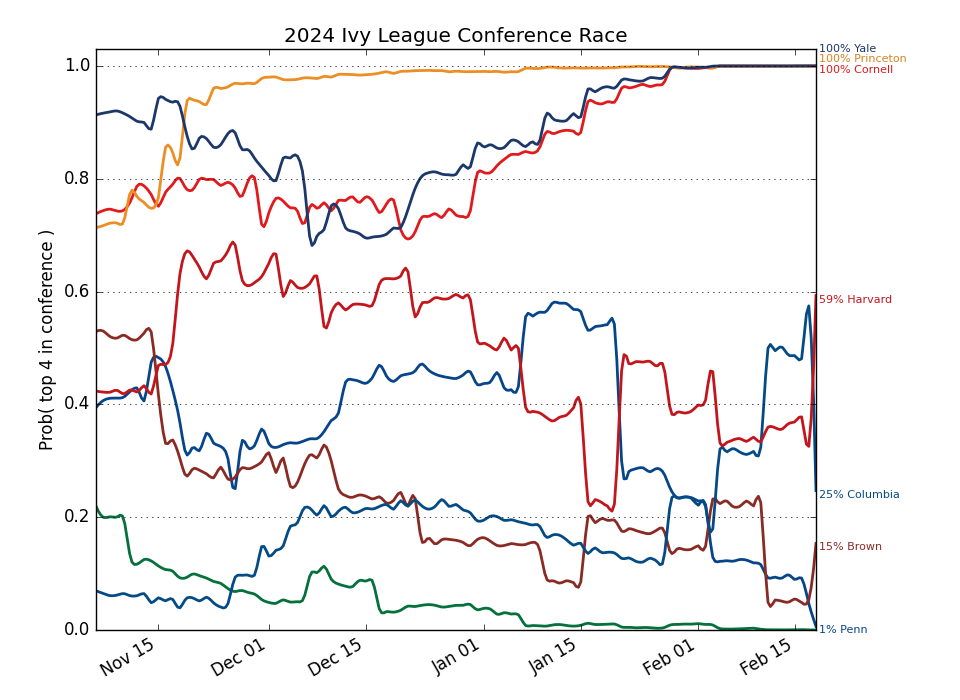 2024 Ivy League Conference Race
Prob( top 4 in conference )
1.0
0.8
0.6
0.4
0.2
0.0
100% Yale
100% Princeton
100% Cornell
59% Harvard
25% Columbia
15% Brown
1% Penn
Nov 15
Dec 01
Dec 15
Jan 01
Jan 15
Feb 01
Feb 15